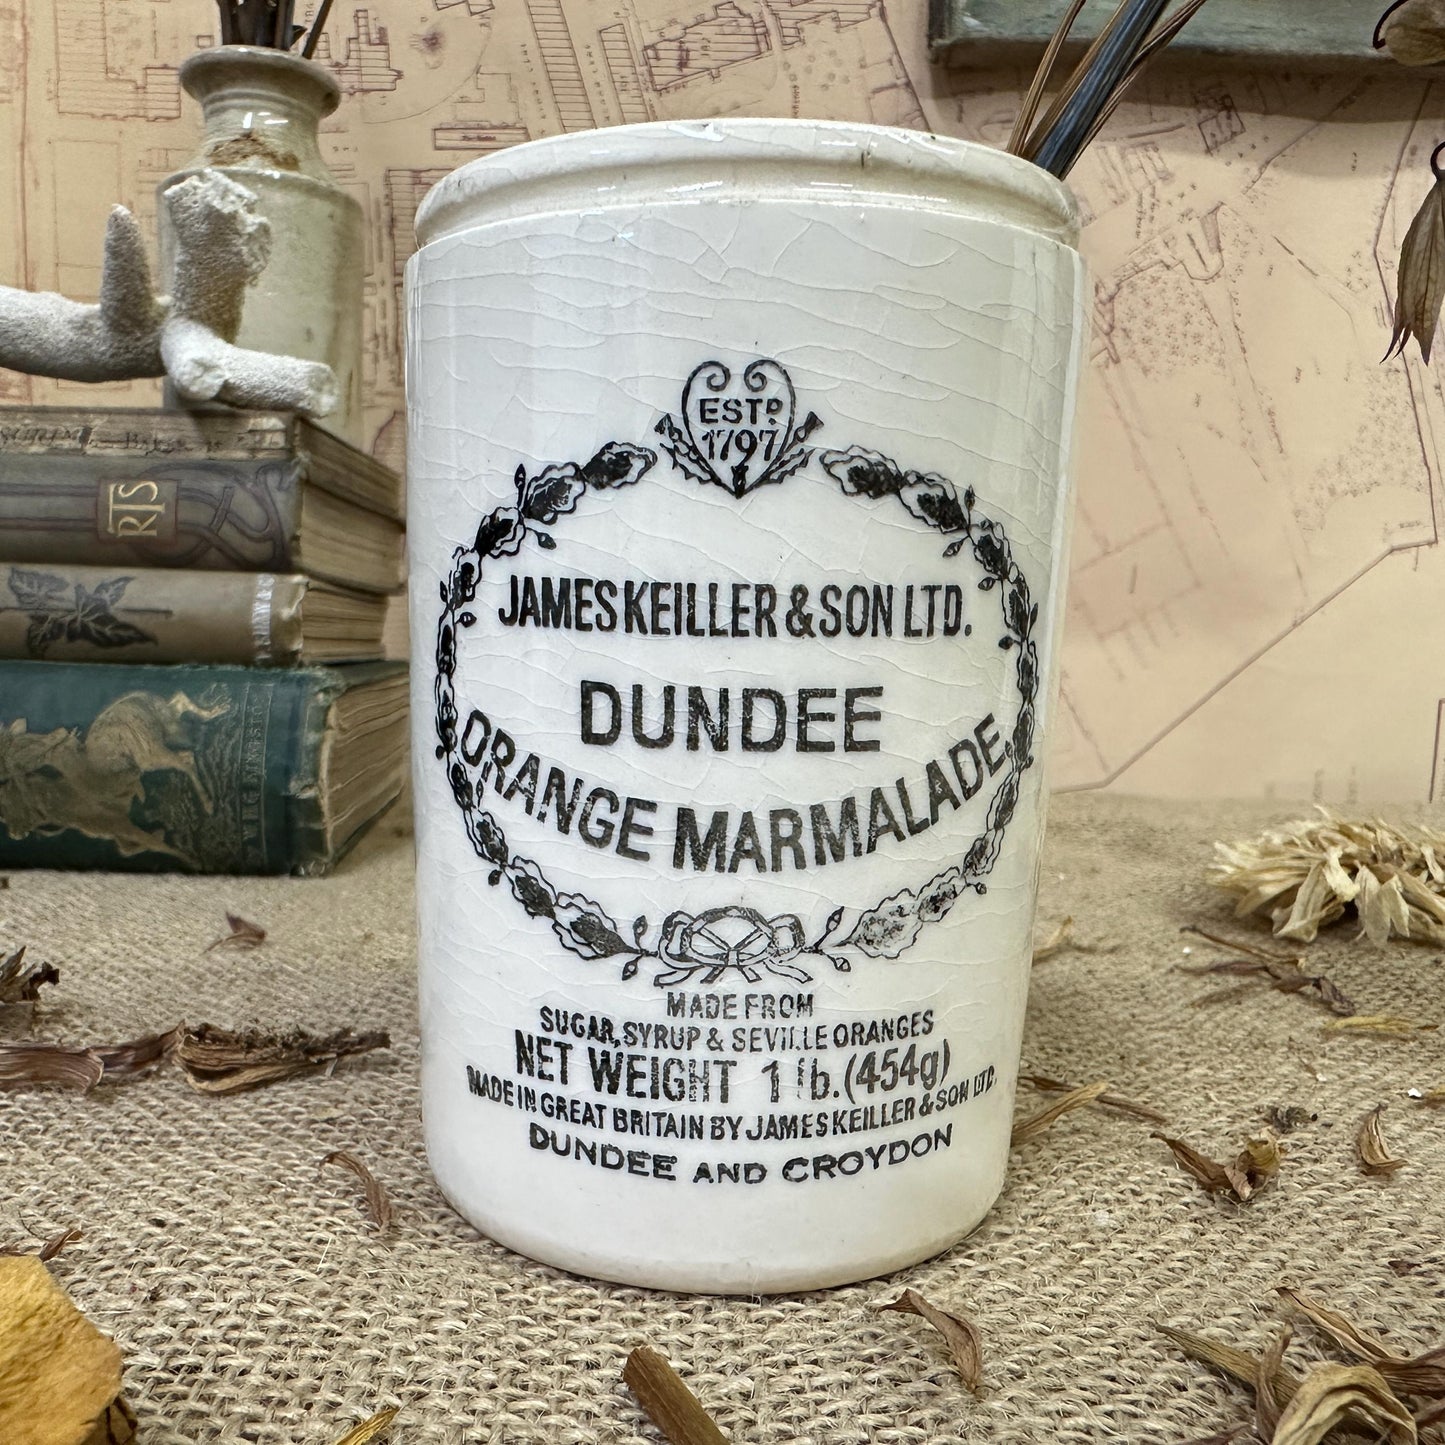 ESTD.
1797
JAMES KEILLER & SON LTD.
DUNDEE
ORANGE MARMALADE.
MADE FROM
SUGAR, SYRUP & SEVILLE ORANGES
NET WEIGHT 1 lb. (454g)
MADE IN GREAT BRITAIN BY JAMES KEILLER & SON LTD.
DUNDEE AND CROYDON
RTS